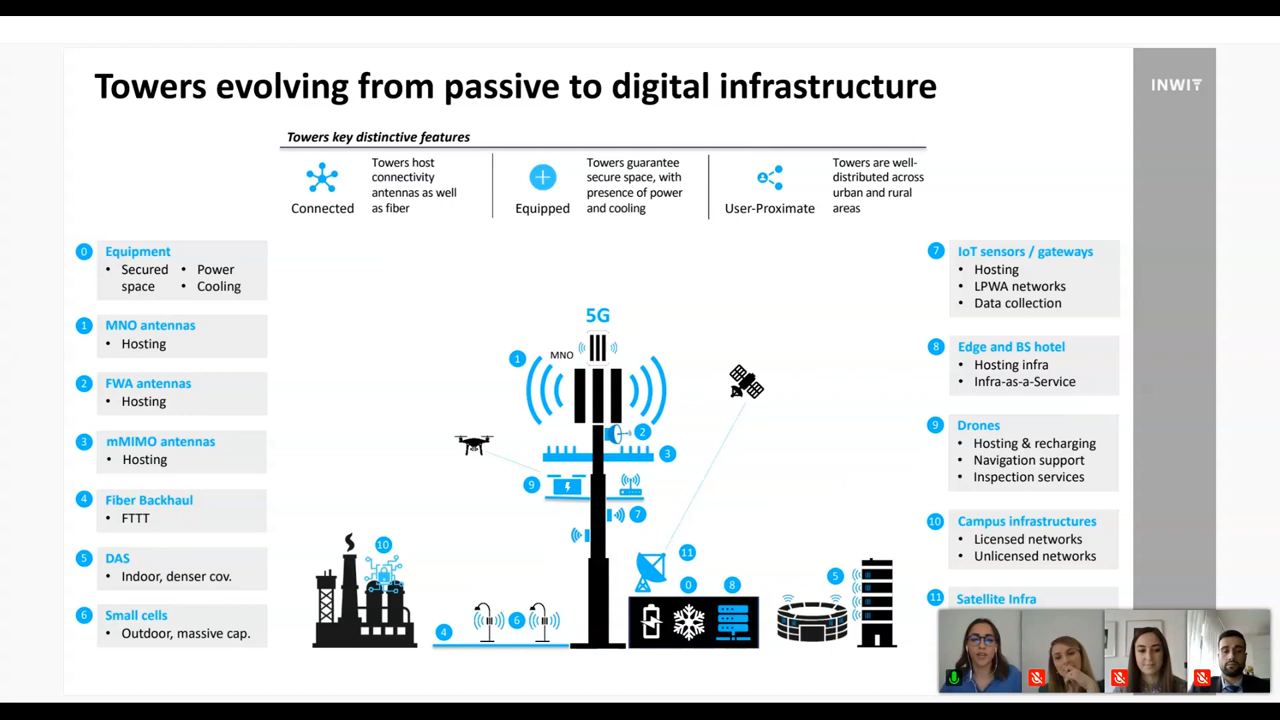 Towers evolving from passive to digital infrastructure
INWIT
Towers key distinctive features
Connected
Towers host
connectivity
antennas as well
as fiber
Equipped
Towers guarantee
secure space, with
presence of power
and cooling
User-Proximate
Towers are well-
distributed across
urban and rural
areas
0 Equipment
• Secured space
• Power
• Cooling
1 MNO antennas
• Hosting
2 FWA antennas
• Hosting
3 mMIMO antennas
• Hosting
4 Fiber Backhaul
• FTTT
5 DAS
• Indoor, denser cov.
6 Small cells
• Outdoor, massive cap.
5G
MNO
1
2
3
9
7
10
11
0
8
5
4
6
7 IoT sensors / gateways
• Hosting
• LPWA networks
• Data collection
8 Edge and BS hotel
• Hosting infra
• Infra-as-a-Service
9 Drones
• Hosting & recharging
• Navigation support
• Inspection services
10 Campus infrastructures
• Licensed networks
• Unlicensed networks
11 Satellite Infra